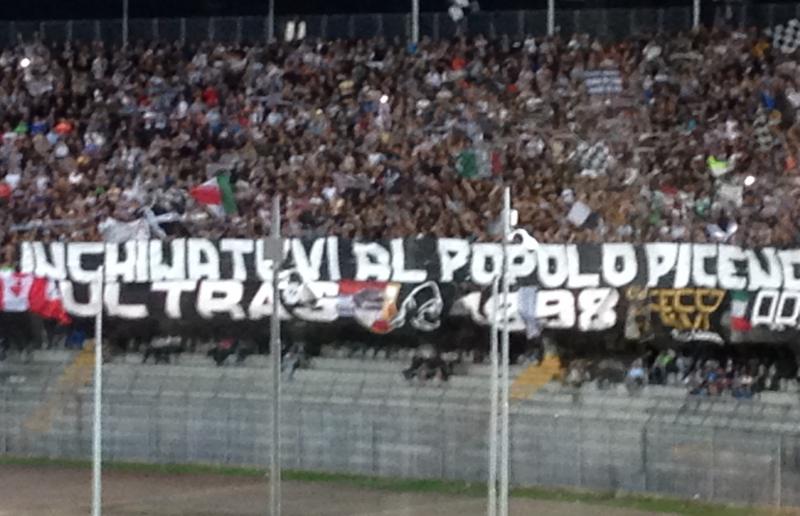 INCHINATEVI AL POPOLO PICENO
ULTRAS 1898